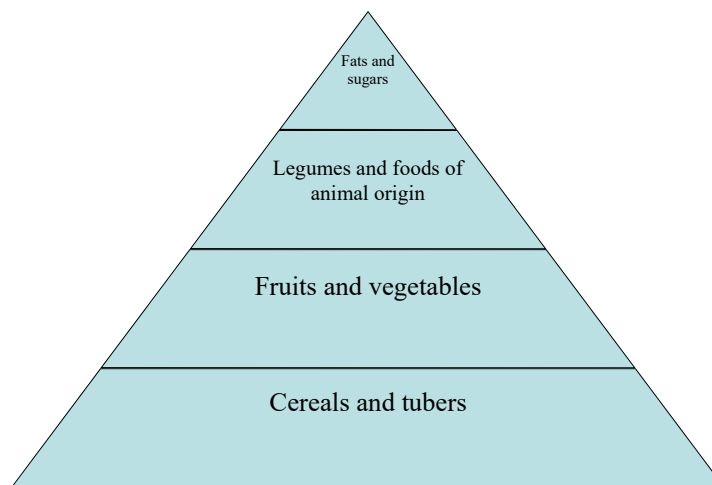 Fats and
sugars
Legumes and foods of
animal origin
Fruits and vegetables
Cereals and tubers